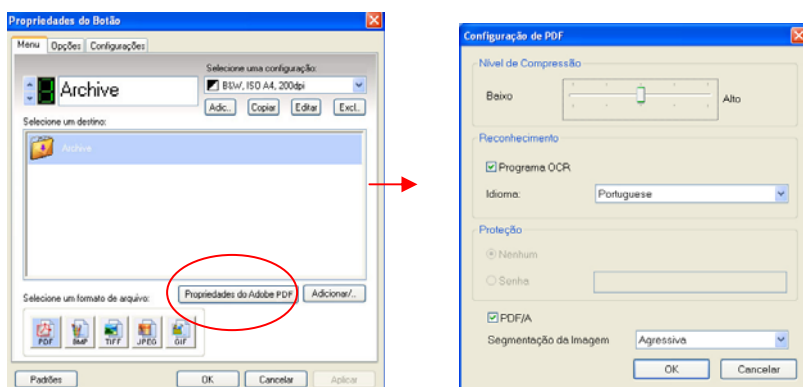 Propriedades do Botão
Menu Opções Configurações
Selecione uma configuração:
Archive
B&W, ISO A4, 200dpi
Adic.. Copiar Editar Excl..
Selecione um destino:
Archive
Selecione um formato de arquivo:
Propriedades do Adobe PDF
Adicionar/..
PDF BMP TIFF JPEG GIF
Padrões OK Cancelar Aplicar
Configuração de PDF
Nível de Compressão
Baixo Alto
Reconhecimento
Programa OCR
Idioma: Portuguese
Proteção
Nenhum
Senha
PDF/A
Segmentação da Imagem Agressiva
OK Cancelar